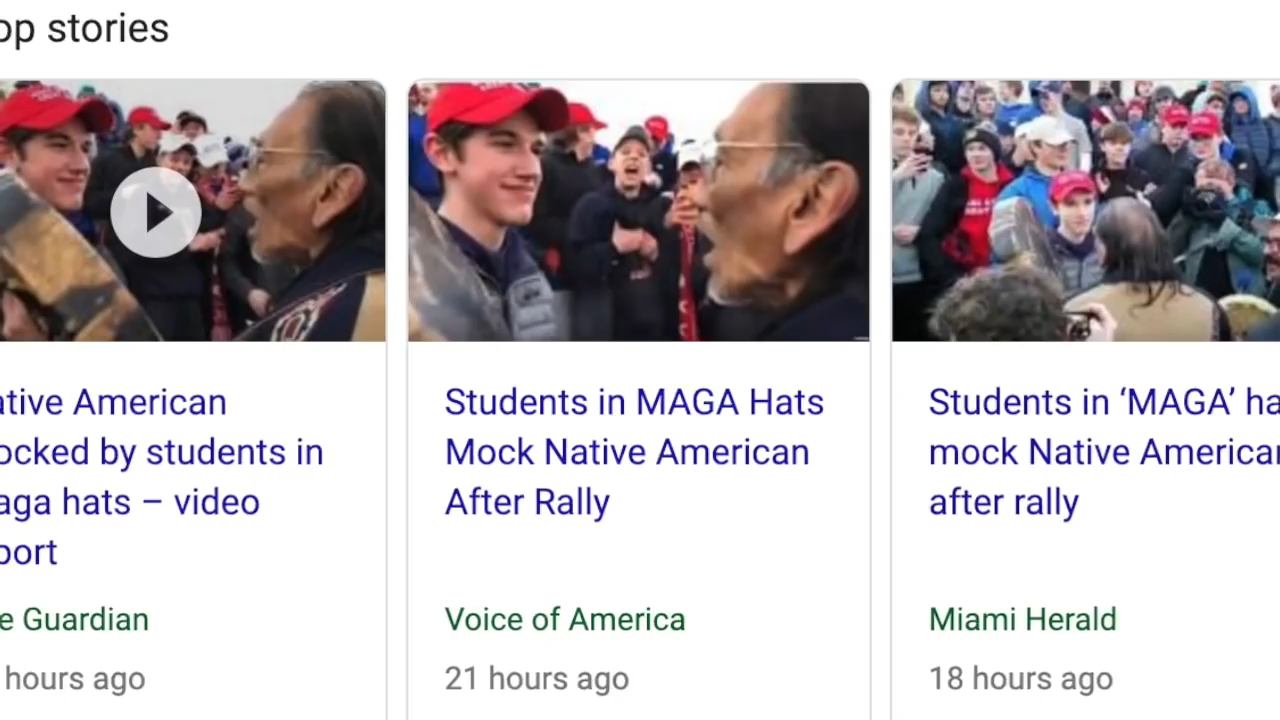 op stories
ative American
ocked by students in
aga hats – video
port
e Guardian
hours ago
Students in MAGA Hats
Mock Native American
After Rally
Voice of America
21 hours ago
Students in ‘MAGA’ ha
mock Native American
after rally
Miami Herald
18 hours ago